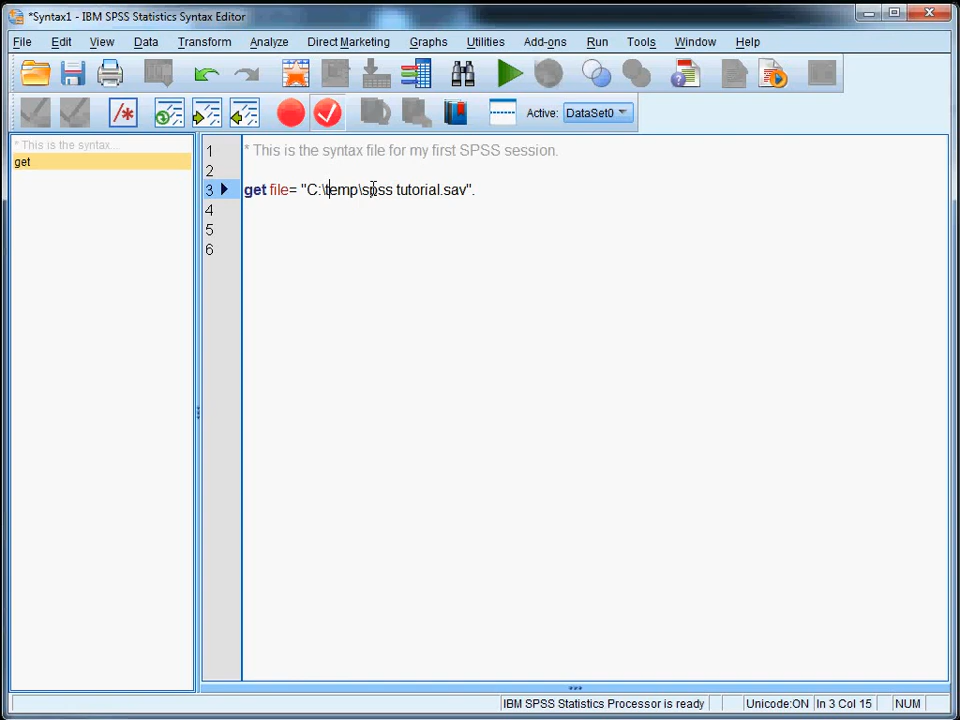 *Syntax1 - IBM SPSS Statistics Syntax Editor
File Edit View Data Transform Analyze Direct Marketing Graphs Utilities Add-ons Run Tools Window Help
Active: DataSet0
* This is the syntax...
get
1 * This is the syntax file for my first SPSS session.
2
3 get file= "C:\temp\spss tutorial.sav".
4
5
6
IBM SPSS Statistics Processor is ready Unicode:ON In 3 Col 15 NUM